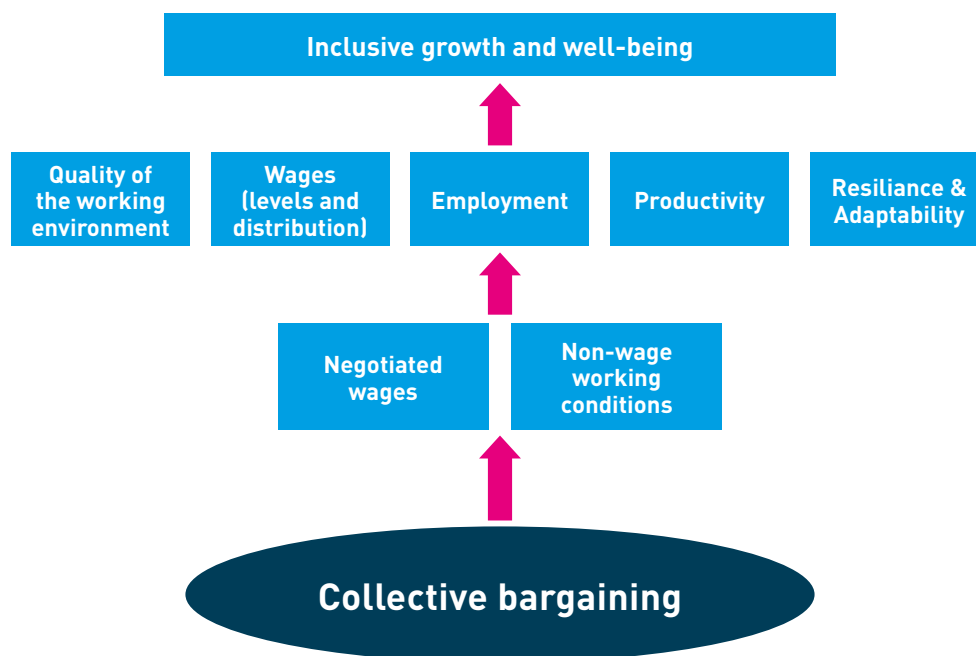 Inclusive growth and well-being
Quality of
the working
environment
Wages
(levels and
distribution)
Employment
Productivity
Resiliance &
Adaptability
Negotiated
wages
Non-wage
working
conditions
Collective bargaining